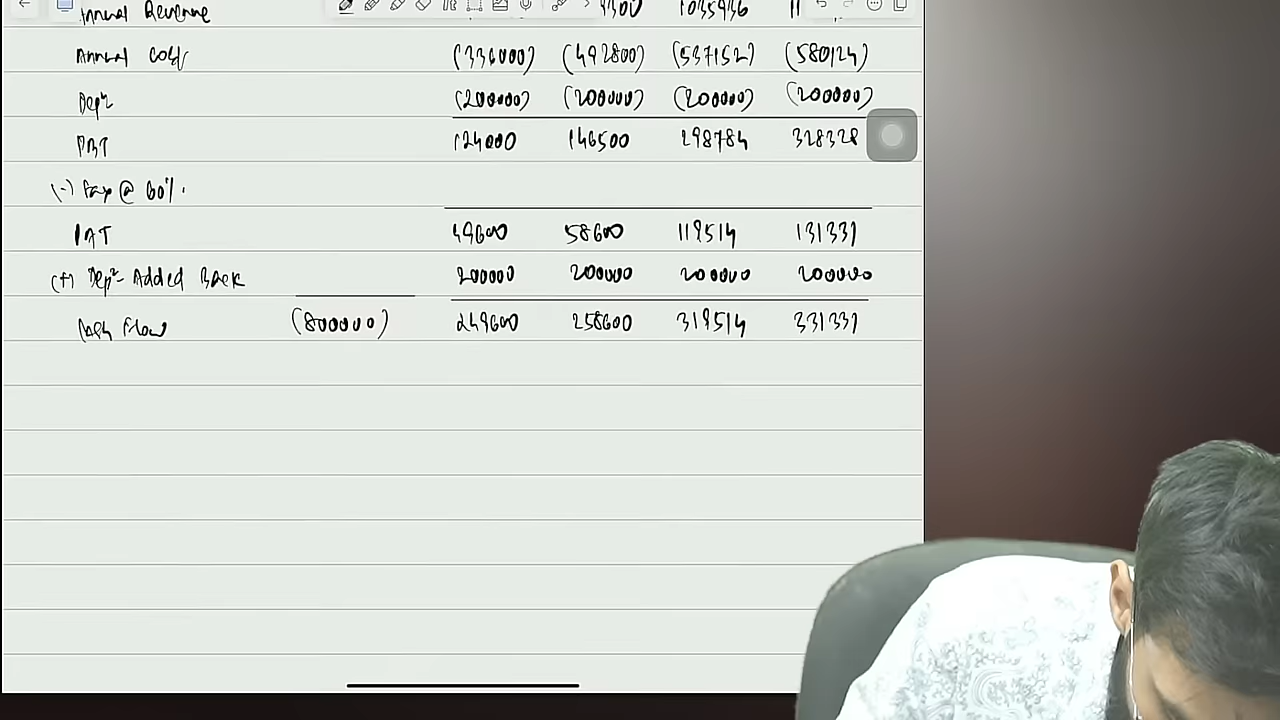 Annual Revenue 1035936
Annual Cost (336000) (492800) (537152) (580124)
Depn (200000) (200000) (200000) (200000)
PBT 124000 146500 298784 328328
(-) Tax @ 60%.
PAT 49600 58600 119514 131331
(+) Depn Added Back 200000 200000 200000 200000
Cash Flow (800000) 249600 258600 319514 331331